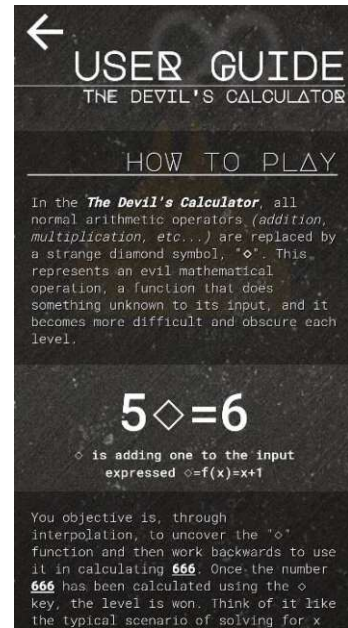 USER GUIDE
THE DEVIL'S CALCULATOR
HOW TO PLAY
In the The Devil's Calculator, all
normal arithmetic operators (addition,
multiplication, etc...) are replaced by
a strange diamond symbol, "◇". This
represents an evil mathematical
operation, a function that does
something unknown to its input, and it
becomes more difficult and obscure each
level.
5◇=6
◇ is adding one to the input
expressed ◇=f(x)=x+1
You objective is, through
interpolation, to uncover the "◇"
function and then work backwards to use
it in calculating 666. Once the number
666 has been calculated using the ◇
key, the level is won. Think of it like
the typical scenario of solving for x